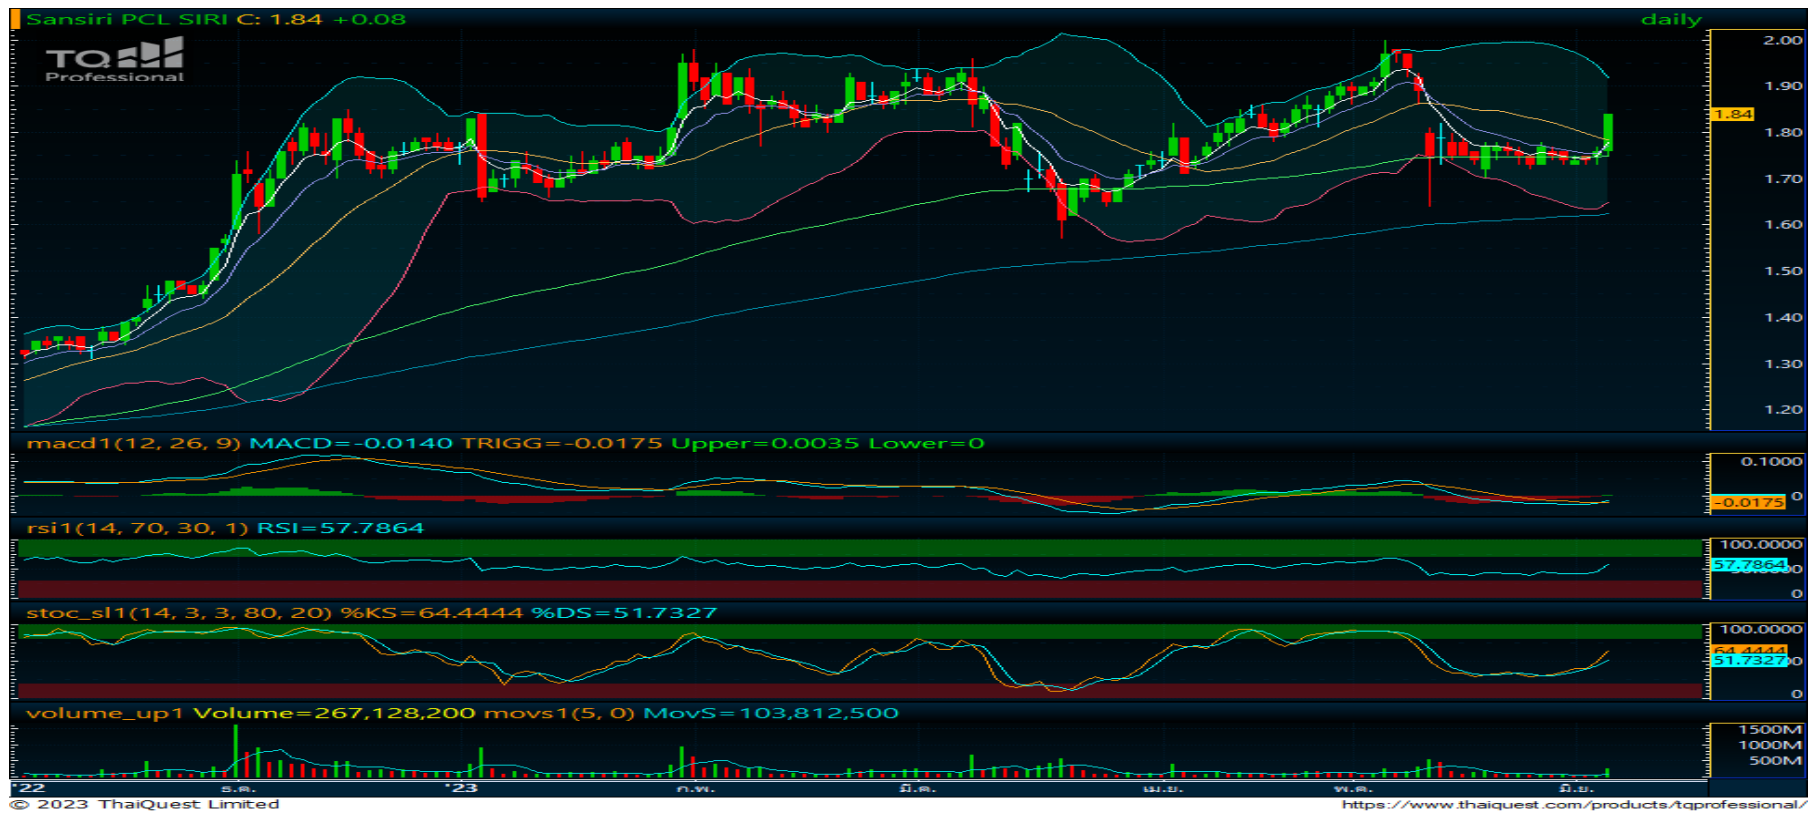 Sansiri PCL SIRI C: 1.84 +0.08 daily
TQ
Professional
2.00
1.90
1.84
1.80
1.70
1.60
1.50
1.40
1.30
1.20
macd1(12, 26, 9) MACD=-0.0140 TRIGG=-0.0175 Upper=0.0035 Lower=0
0.1000
0
-0.0175
rsi1(14, 70, 30, 1) RSI=57.7864
100.0000
57.7864
0
stoc_sl1(14, 3, 3, 80, 20) %KS=64.4444 %DS=51.7327
100.0000
64.4444
51.7327
0
volume_up1 Volume=267,128,200 movs1(5, 0) MovS=103,812,500
1500M
1000M
500M
'22 ธ.ค. '23 ก.พ. มี.ค. เม.ย. พ.ค. มิ.ย.
© 2023 ThaiQuest Limited https://www.thaiquest.com/products/tqprofessional/